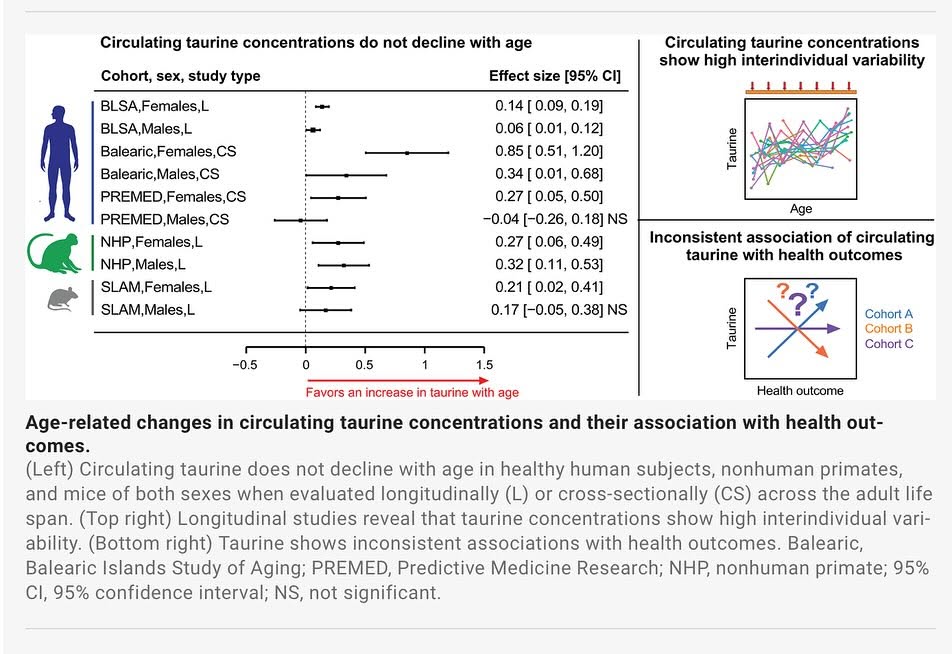 Circulating taurine concentrations do not decline with age
Cohort, sex, study type Effect size [95% CI]
BLSA,Females,L 0.14 [ 0.09, 0.19]
BLSA,Males,L 0.06 [ 0.01, 0.12]
Balearic,Females,CS 0.85 [ 0.51, 1.20]
Balearic,Males,CS 0.34 [ 0.01, 0.68]
PREMED,Females,CS 0.27 [ 0.05, 0.50]
PREMED,Males,CS −0.04 [−0.26, 0.18] NS
NHP,Females,L 0.27 [ 0.06, 0.49]
NHP,Males,L 0.32 [ 0.11, 0.53]
SLAM,Females,L 0.21 [ 0.02, 0.41]
SLAM,Males,L 0.17 [−0.05, 0.38] NS
−0.5 0 0.5 1 1.5
Favors an increase in taurine with age
Circulating taurine concentrations
show high interindividual variability
Taurine
Age
Inconsistent association of circulating
taurine with health outcomes
? ? ?
Taurine
Cohort A
Cohort B
Cohort C
Health outcome
Age-related changes in circulating taurine concentrations and their association with health out-
comes.
(Left) Circulating taurine does not decline with age in healthy human subjects, nonhuman primates,
and mice of both sexes when evaluated longitudinally (L) or cross-sectionally (CS) across the adult life
span. (Top right) Longitudinal studies reveal that taurine concentrations show high interindividual vari-
ability. (Bottom right) Taurine shows inconsistent associations with health outcomes. Balearic,
Balearic Islands Study of Aging; PREMED, Predictive Medicine Research; NHP, nonhuman primate; 95%
CI, 95% confidence interval; NS, not significant.